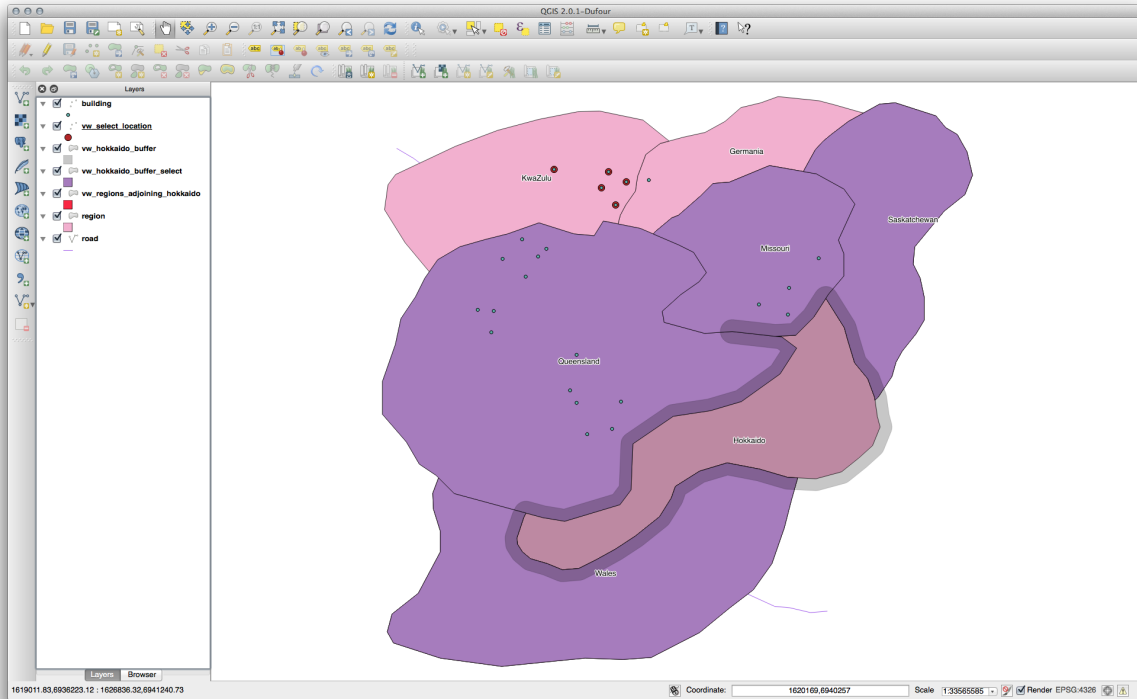 QGIS 2.0.1-Dufour
Layers
building
vw_select_location
vw_hokkaido_buffer
vw_hokkaido_buffer_select
vw_regions_adjoining_hokkaido
region
road
Germania
KwaZulu
Saskatchewan
Missouri
Queensland
Hokkaido
Wales
Layers
Browser
1619011.83,6936223.12 : 1626836.32,6941240.73
Coordinate:
1620169,6940257
Scale
1:33565585
Render
EPSG:4326